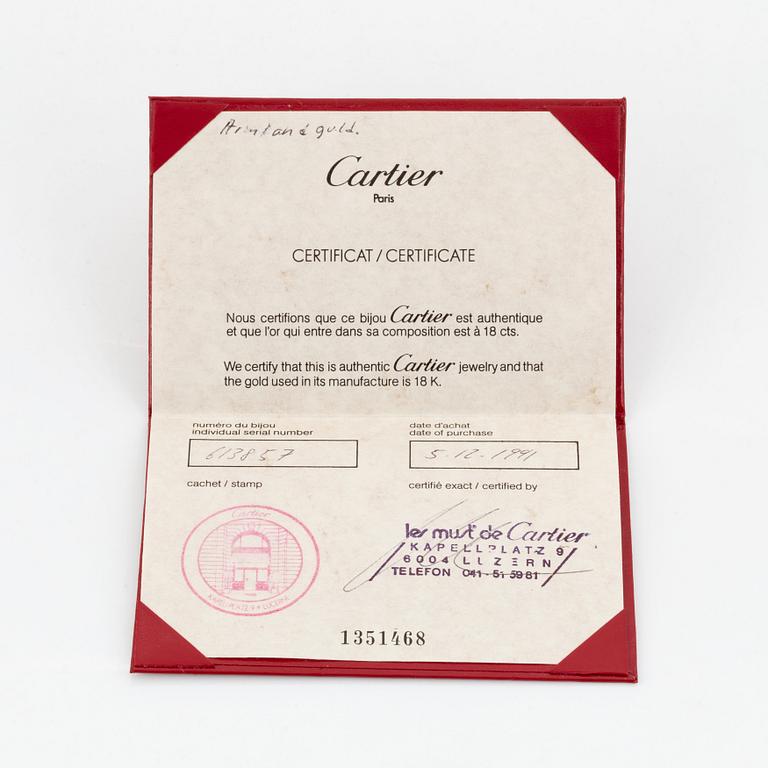 Armband guld.
Cartier
Paris
CERTIFICAT / CERTIFICATE
Nous certifions que ce bijou Cartier est authentique
et que l'or qui entre dans sa composition est à 18 cts.
We certify that this is authentic Cartier jewelry and that
the gold used in its manufacture is 18 K.
numéro du bijou
individual serial number
613857
date d'achat
date of purchase
5-12-1991
cachet / stamp
certifié exact / certified by
Cartier
KAPELLPLATZ 9 • LUCERNE
les must de Cartier
KAPELLPLATZ 9
6004 LUZERN
TELEFON 041-51 59 81
1351468